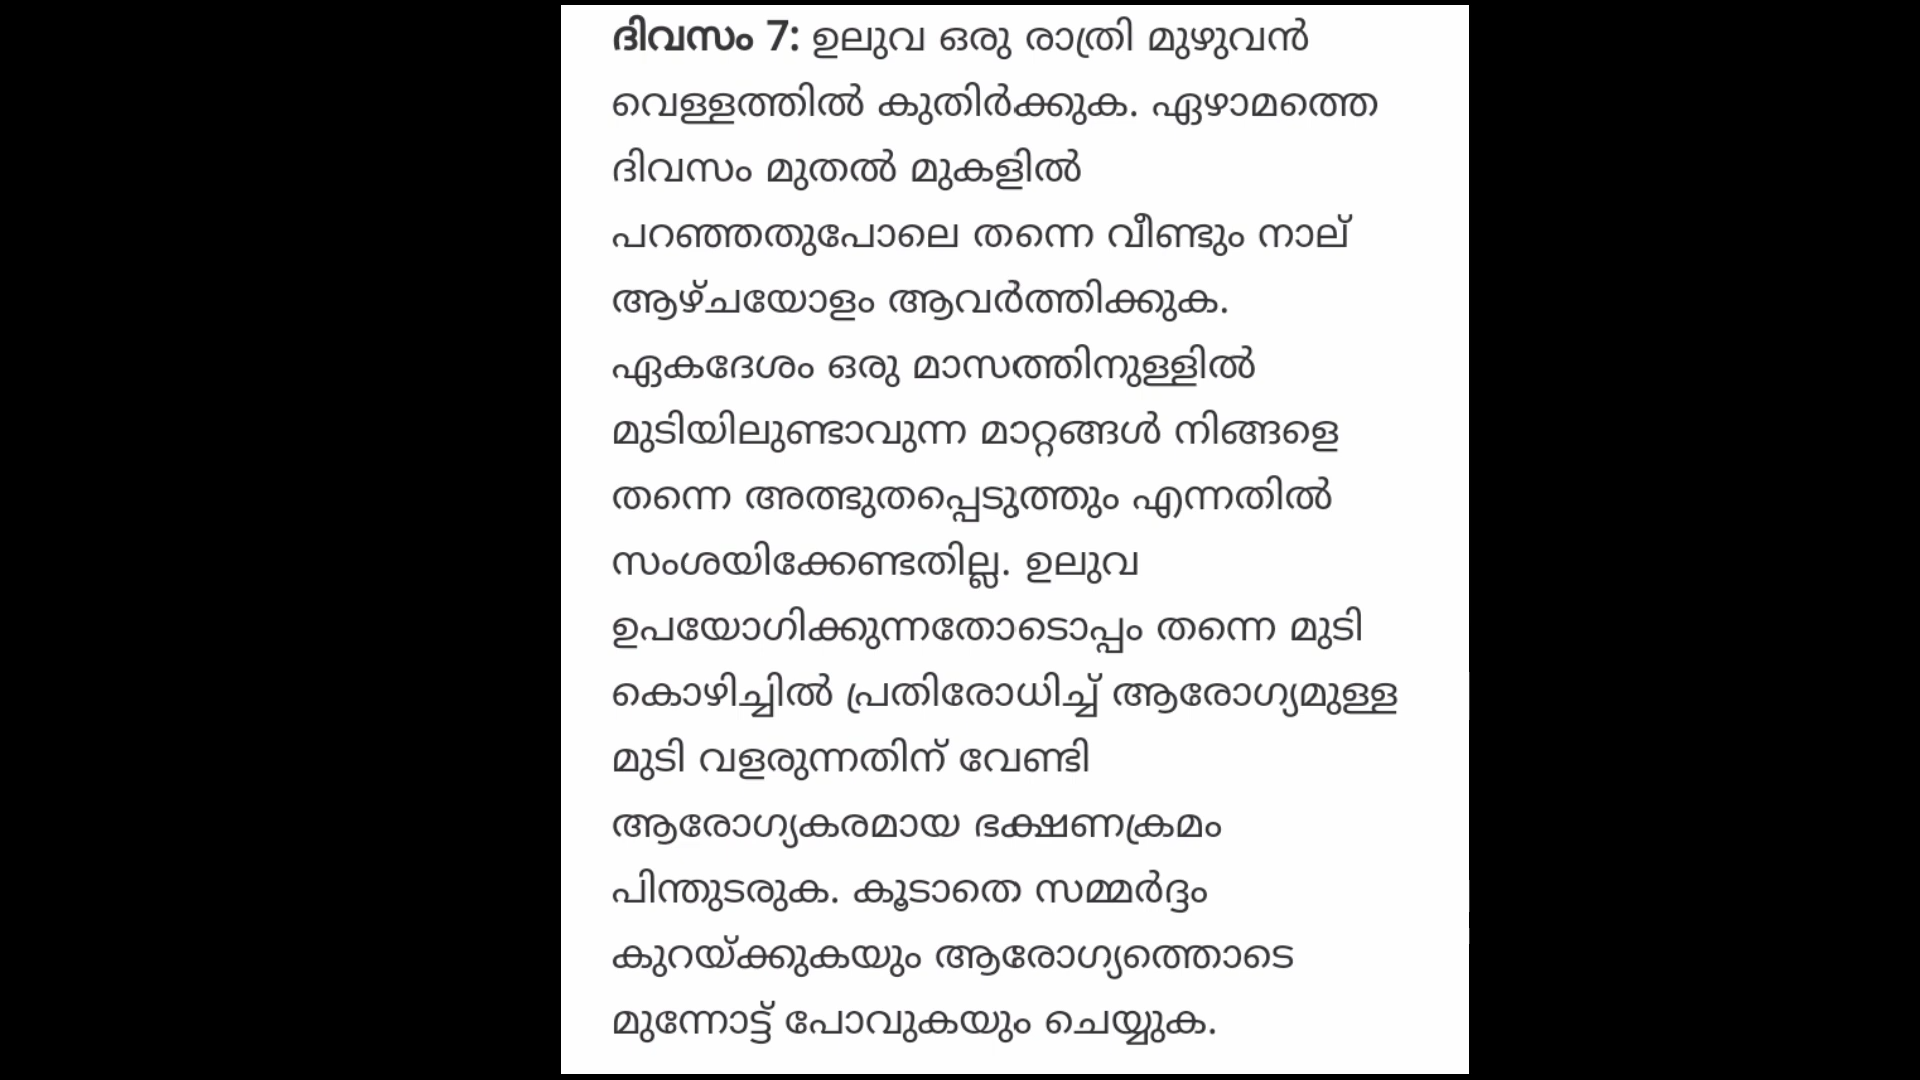 ദിവസം 7: ഉലുവ ഒരു രാത്രി മുഴുവൻ
വെള്ളത്തിൽ കുതിർക്കുക. ഏഴാമത്തെ
ദിവസം മുതൽ മുകളിൽ
പറഞ്ഞതുപോലെ തന്നെ വീണ്ടും നാല്
ആഴ്ചയോളം ആവർത്തിക്കുക.
ഏകദേശം ഒരു മാസത്തിനുള്ളിൽ
മുടിയിലുണ്ടാവുന്ന മാറ്റങ്ങൾ നിങ്ങളെ
തന്നെ അത്ഭുതപ്പെടുത്തും എന്നതിൽ
സംശയിക്കേണ്ടതില്ല. ഉലുവ
ഉപയോഗിക്കുന്നതോടൊപ്പം തന്നെ മുടി
കൊഴിച്ചിൽ പ്രതിരോധിച്ച് ആരോഗ്യമുള്ള
മുടി വളരുന്നതിന് വേണ്ടി
ആരോഗ്യകരമായ ഭക്ഷണക്രമം
പിന്തുടരുക. കൂടാതെ സമ്മർദ്ദം
കുറയ്ക്കുകയും ആരോഗ്യത്തൊടെ
മുന്നോട്ട് പോവുകയും ചെയ്യുക.